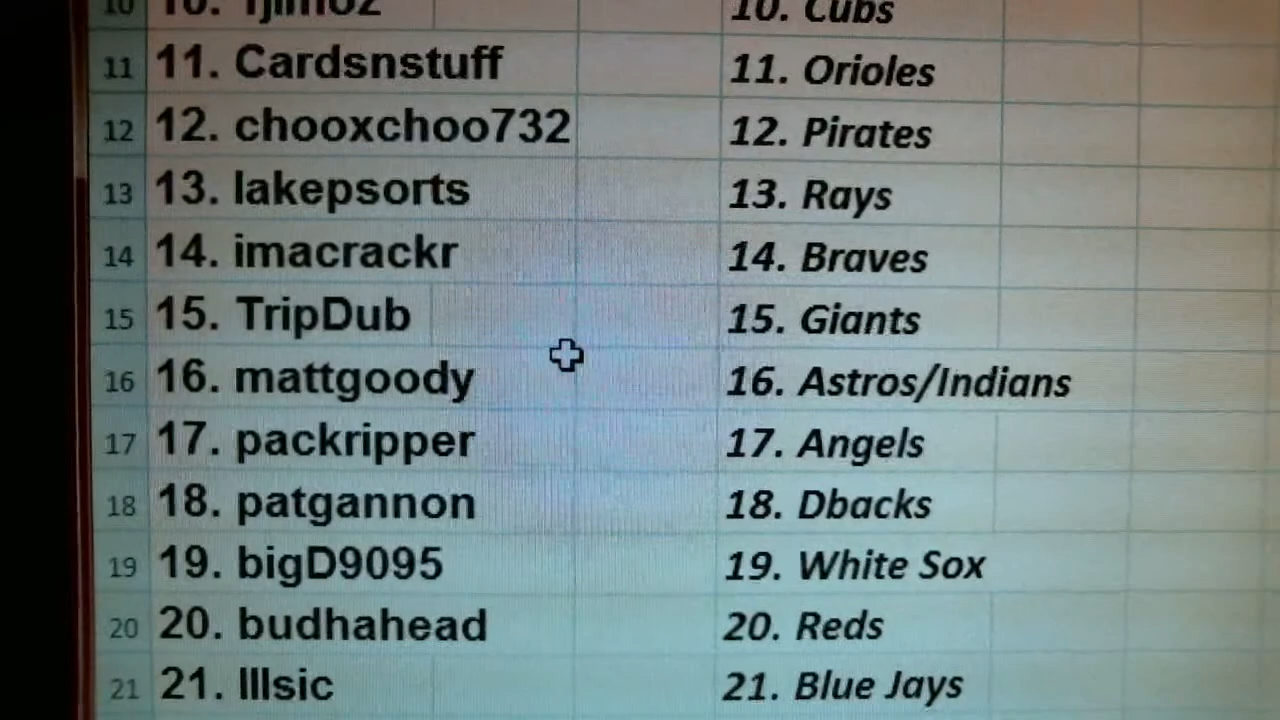 10 10. Cubs
11 11. Cardsnstuff 11. Orioles
12 12. chooxchoo732 12. Pirates
13 13. lakepsorts 13. Rays
14 14. imacrackr 14. Braves
15 15. TripDub 15. Giants
16 16. mattgoody 16. Astros/Indians
17 17. packripper 17. Angels
18 18. patgannon 18. Dbacks
19 19. bigD9095 19. White Sox
20 20. budhahead 20. Reds
21 21. 21. Blue Jays